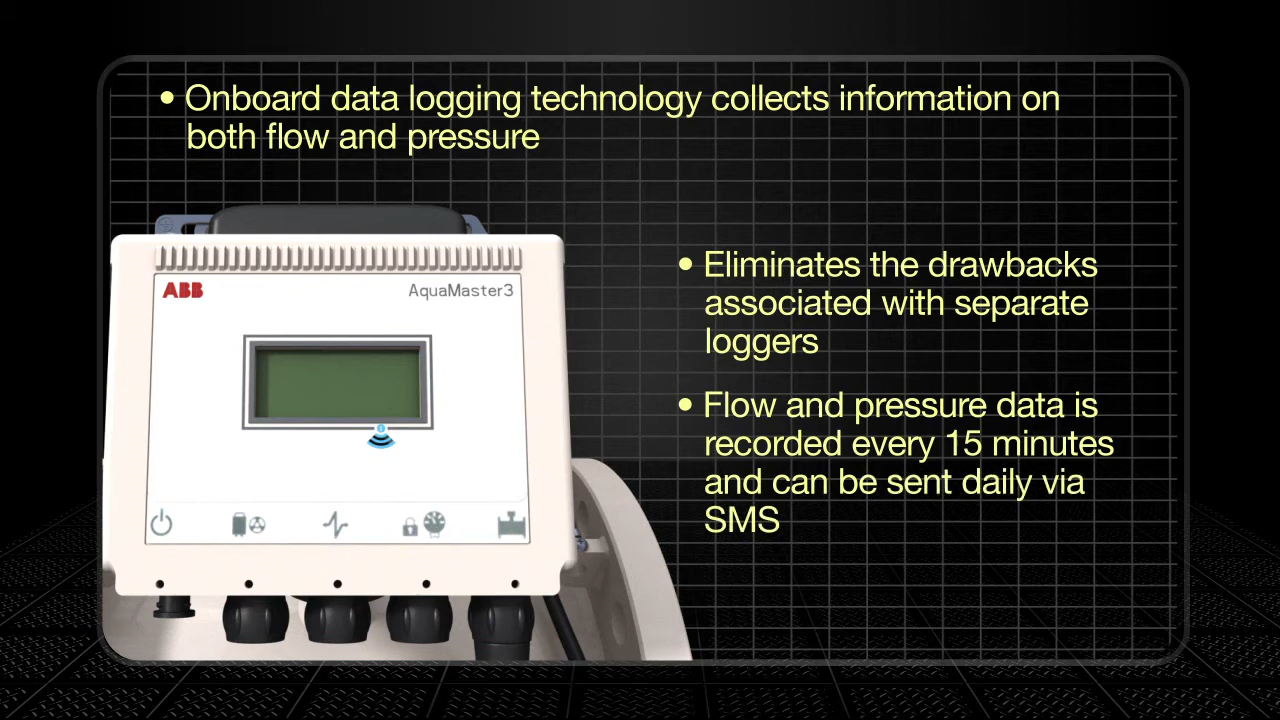 • Onboard data logging technology collects information on
both flow and pressure
ABB
AquaMaster3
• Eliminates the drawbacks
associated with separate
loggers
• Flow and pressure data is
recorded every 15 minutes
and can be sent daily via
SMS